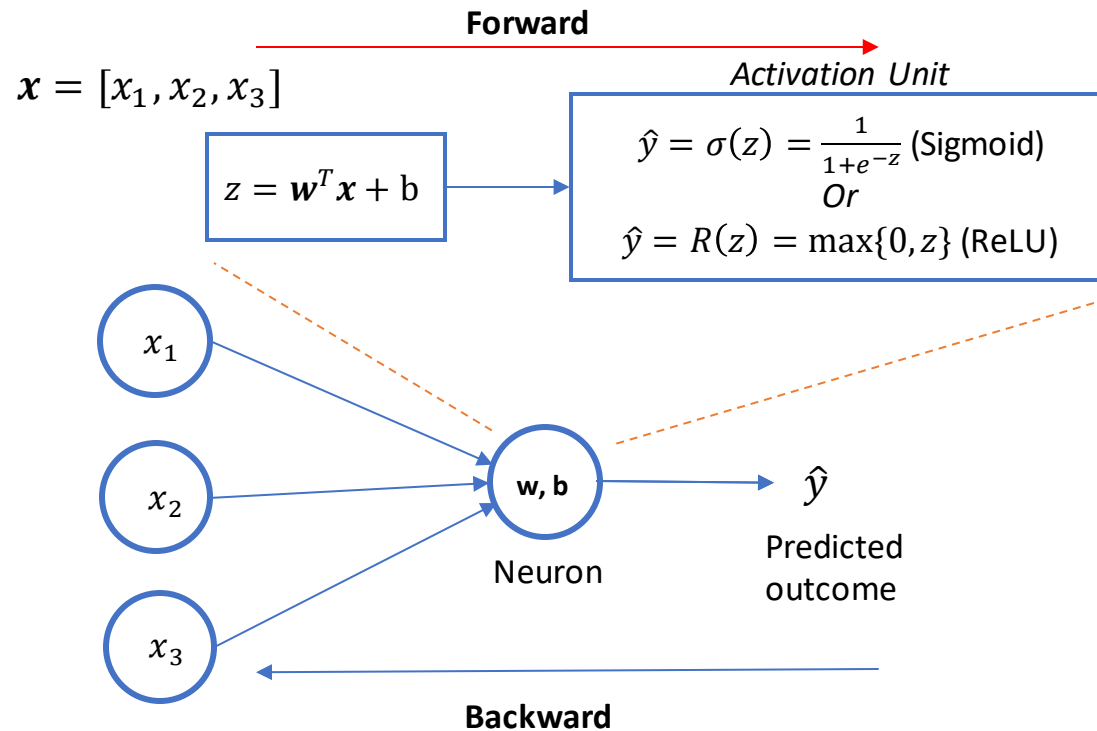 Forward
𝒙 = [x₁, x₂, x₃]
Activation Unit
z = 𝒘ᵀ𝒙 + b
ŷ = σ(z) = 1/(1+e⁻ᶻ) (Sigmoid)
Or
ŷ = R(z) = max{0, z} (ReLU)
x₁
x₂
x₃
w, b
Neuron
ŷ
Predicted
outcome
Backward